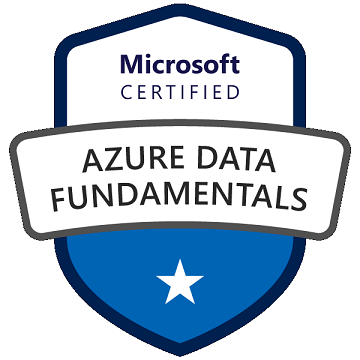 Microsoft
CERTIFIED
AZURE DATA
FUNDAMENTALS